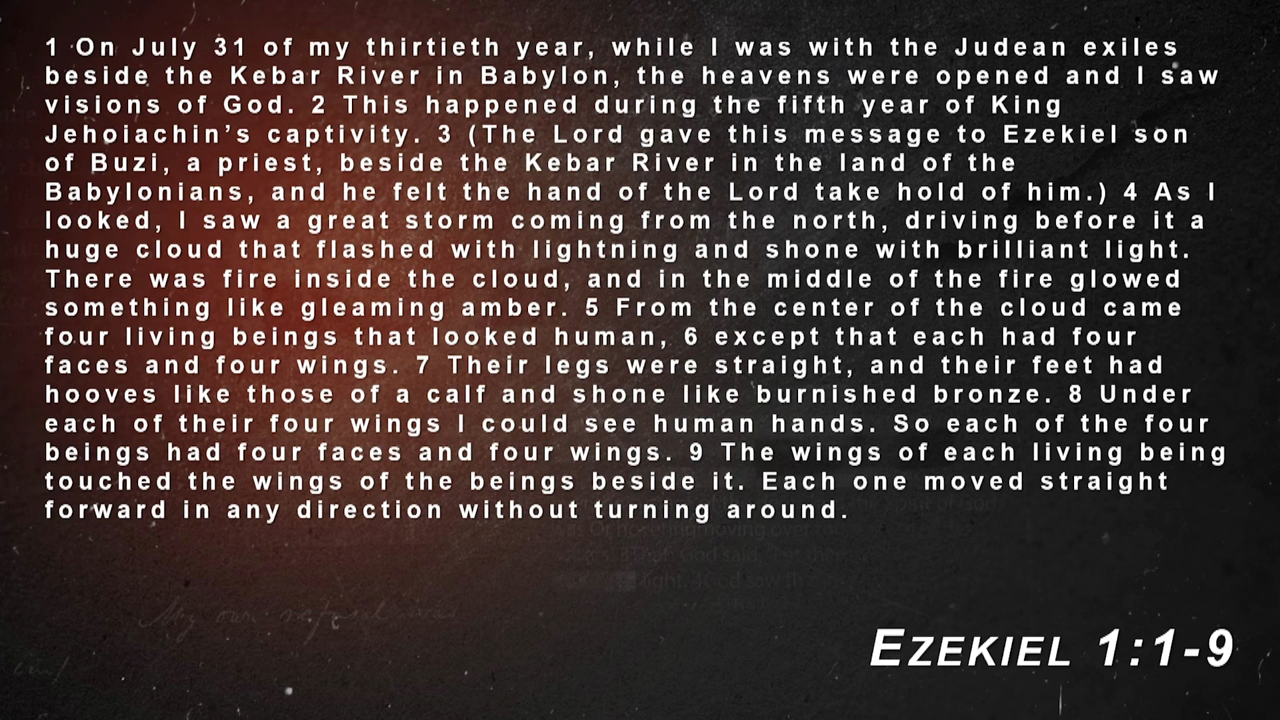 1 On July 31 of my thirtieth year, while I was with the Judean exiles
beside the Kebar River in Babylon, the heavens were opened and I saw
visions of God. 2 This happened during the fifth year of King
Jehoiachin’s captivity. 3 (The Lord gave this message to Ezekiel son
of Buzi, a priest, beside the Kebar River in the land of the
Babylonians, and he felt the hand of the Lord take hold of him.) 4 As I
looked, I saw a great storm coming from the north, driving before it a
huge cloud that flashed with lightning and shone with brilliant light.
There was fire inside the cloud, and in the middle of the fire glowed
something like gleaming amber. 5 From the center of the cloud came
four living beings that looked human, 6 except that each had four
faces and four wings. 7 Their legs were straight, and their feet had
hooves like those of a calf and shone like burnished bronze. 8 Under
each of their four wings I could see human hands. So each of the four
beings had four faces and four wings. 9 The wings of each living being
touched the wings of the beings beside it. Each one moved straight
forward in any direction without turning around.
God said,
EZEKIEL 1:1-9